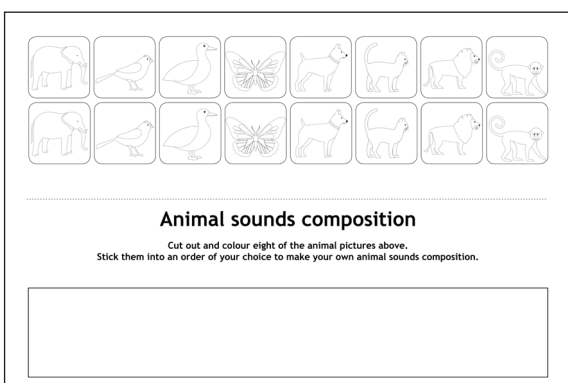 Animal sounds composition
Cut out and colour eight of the animal pictures above.
Stick them into an order of your choice to make your own animal sounds composition.